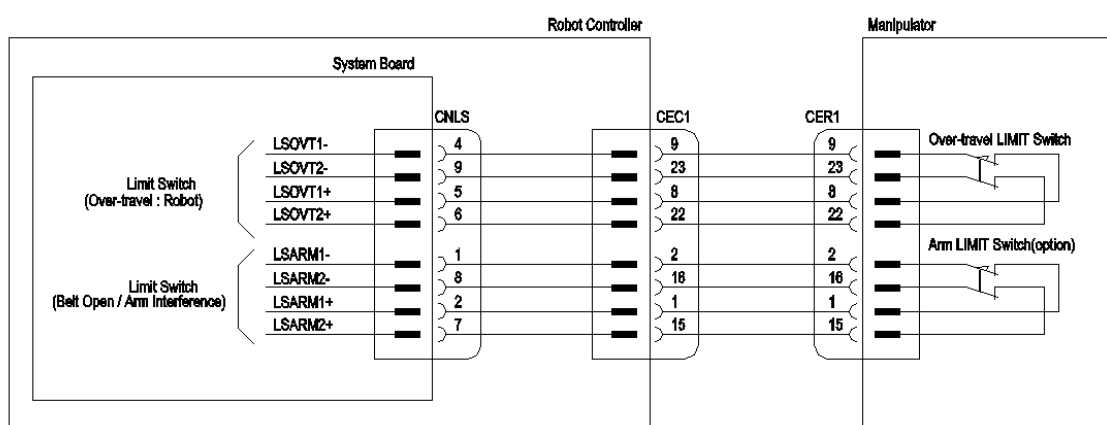 Robot Controller
Manipulator
System Board
CNLS
CEC1
CER1
LSOVT1- 4 9 9 Over-travel LIMIT Switch
LSOVT2- 9 23 23
Limit Switch
(Over-travel : Robot)
LSOVT1+ 5 8 8
LSOVT2+ 6 22 22
Arm LIMIT Switch(option)
LSARM1- 1 2 2
LSARM2- 8 16 16
Limit Switch
(Belt Open / Arm Interference)
LSARM1+ 2 1 1
LSARM2+ 7 15 15